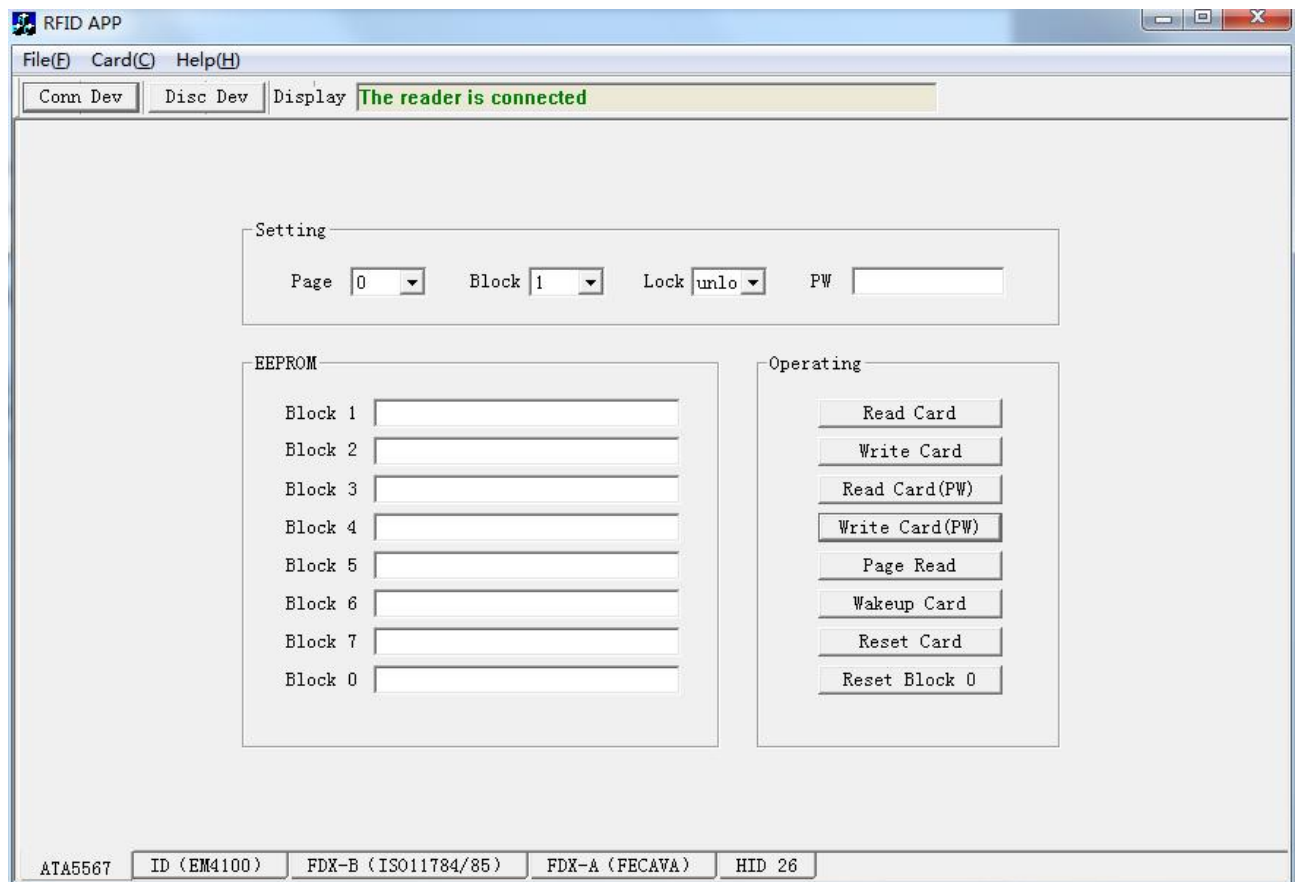 RFID APP
File(F) Card(C) Help(H)
Conn Dev Disc Dev Display The reader is connected
Setting
Page 0 Block 1 Lock unlo PW
EEPROM
Block 1
Block 2
Block 3
Block 4
Block 5
Block 6
Block 7
Block 0
Operating
Read Card
Write Card
Read Card(PW)
Write Card(PW)
Page Read
Wakeup Card
Reset Card
Reset Block 0
ATA5567 ID (EM4100) FDX-B (ISO11784/85) FDX-A (FECAVA) HID 26